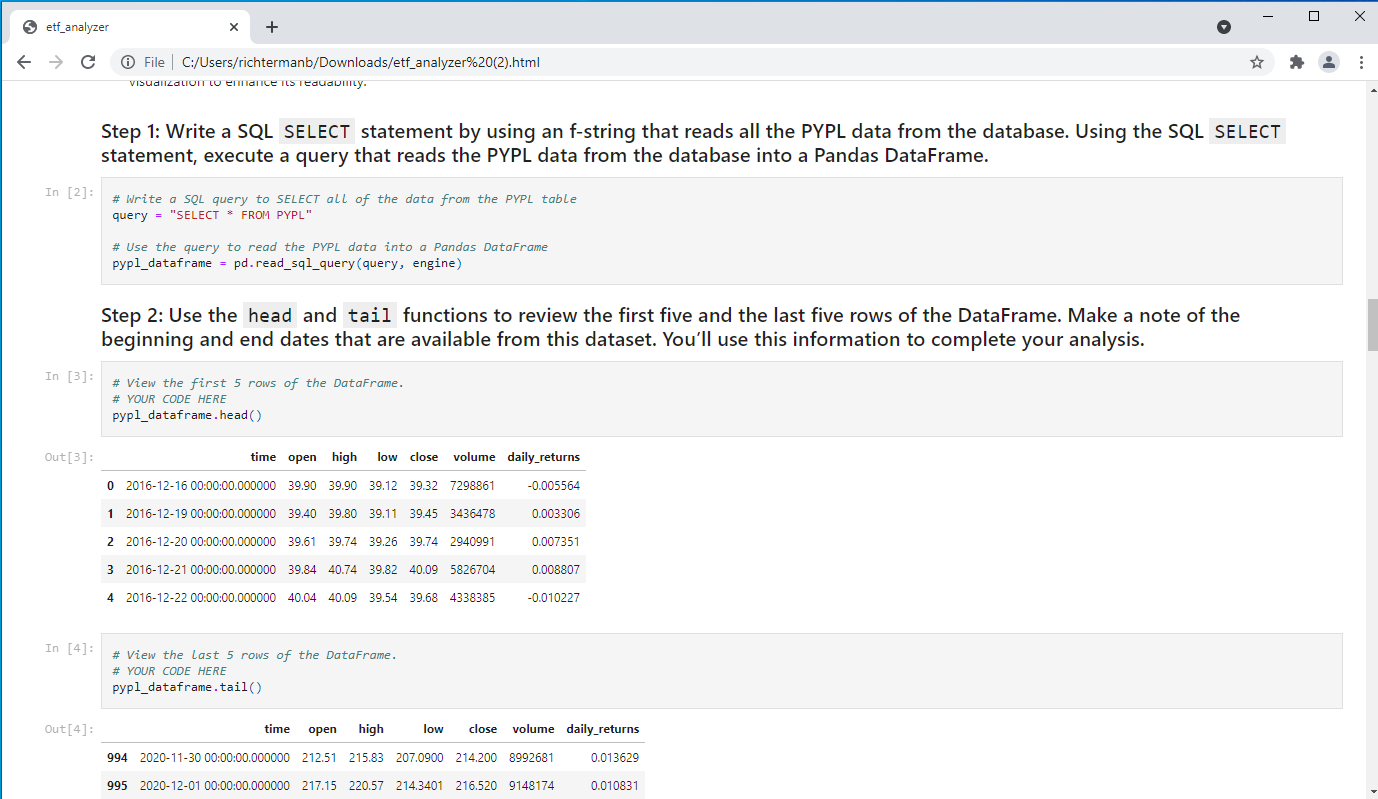 etf_analyzer
File C:/Users/richtermanb/Downloads/etf_analyzer%20(2).html
visualization to enhance its readability.
Step 1: Write a SQL SELECT statement by using an f-string that reads all the PYPL data from the database. Using the SQL SELECT
statement, execute a query that reads the PYPL data from the database into a Pandas DataFrame.
In [2]:
# Write a SQL query to SELECT all of the data from the PYPL table
query = "SELECT * FROM PYPL"
# Use the query to read the PYPL data into a Pandas DataFrame
pypl_dataframe = pd.read_sql_query(query, engine)
Step 2: Use the head and tail functions to review the first five and the last five rows of the DataFrame. Make a note of the
beginning and end dates that are available from this dataset. You’ll use this information to complete your analysis.
In [3]:
# View the first 5 rows of the DataFrame.
# YOUR CODE HERE
pypl_dataframe.head()
Out[3]:
time open high low close volume daily_returns
0 2016-12-16 00:00:00.000000 39.90 39.90 39.12 39.32 7298861 -0.005564
1 2016-12-19 00:00:00.000000 39.40 39.80 39.11 39.45 3436478 0.003306
2 2016-12-20 00:00:00.000000 39.61 39.74 39.26 39.74 2940991 0.007351
3 2016-12-21 00:00:00.000000 39.84 40.74 39.82 40.09 5826704 0.008807
4 2016-12-22 00:00:00.000000 40.04 40.09 39.54 39.68 4338385 -0.010227
In [4]:
# View the last 5 rows of the DataFrame.
# YOUR CODE HERE
pypl_dataframe.tail()
Out[4]:
time open high low close volume daily_returns
994 2020-11-30 00:00:00.000000 212.51 215.83 207.0900 214.200 8992681 0.013629
995 2020-12-01 00:00:00.000000 217.15 220.57 214.3401 216.520 9148174 0.010831